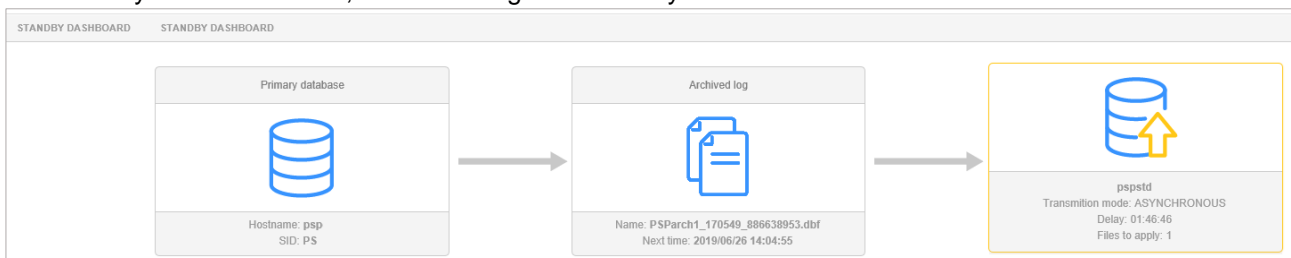 STANDBY DASHBOARD STANDBY DASHBOARD
Primary database
Hostname: psp
SID: PS
Archived log
Name: PSParch1_170549_886638953.dbf
Next time: 2019/06/26 14:04:55
pspstd
Transmition mode: ASYNCHRONOUS
Delay: 01:46:46
Files to apply: 1